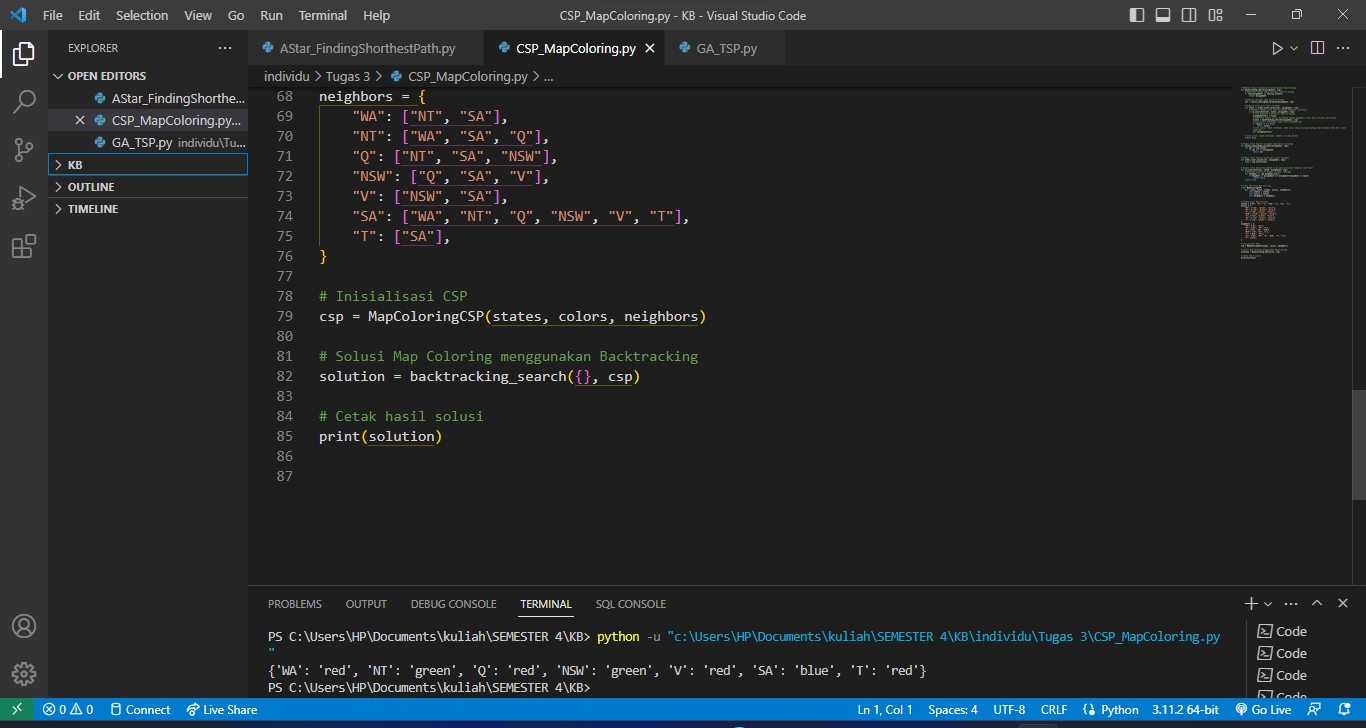 File Edit Selection View Go Run Terminal Help CSP_MapColoring.py - KB - Visual Studio Code
EXPLORER
OPEN EDITORS
AStar_FindingShorthe...
CSP_MapColoring.py...
GA_TSP.py individu\Tu...
KB
OUTLINE
TIMELINE
AStar_FindingShorthestPath.py CSP_MapColoring.py GA_TSP.py
individu > Tugas 3 > CSP_MapColoring.py > ...
68 neighbors = {
69 "WA": ["NT", "SA"],
70 "NT": ["WA", "SA", "Q"],
71 "Q": ["NT", "SA", "NSW"],
72 "NSW": ["Q", "SA", "V"],
73 "V": ["NSW", "SA"],
74 "SA": ["WA", "NT", "Q", "NSW", "V", "T"],
75 "T": ["SA"],
76 }
77
78 # Inisialisasi CSP
79 csp = MapColoringCSP(states, colors, neighbors)
80
81 # Solusi Map Coloring menggunakan Backtracking
82 solution = backtracking_search({}, csp)
83
84 # Cetak hasil solusi
85 print(solution)
86
87
PROBLEMS OUTPUT DEBUG CONSOLE TERMINAL SQL CONSOLE
PS C:\Users\HP\Documents\kuliah\SEMESTER 4\KB> python -u "c:\Users\HP\Documents\kuliah\SEMESTER 4\KB\individu\Tugas 3\CSP_MapColoring.py
"
{'WA': 'red', 'NT': 'green', 'Q': 'red', 'NSW': 'green', 'V': 'red', 'SA': 'blue', 'T': 'red'}
PS C:\Users\HP\Documents\kuliah\SEMESTER 4\KB>
Code
Code
Code
Code
0 0 Connect Live Share Ln 1, Col 1 Spaces: 4 UTF-8 CRLF Python 3.11.2 64-bit Go Live